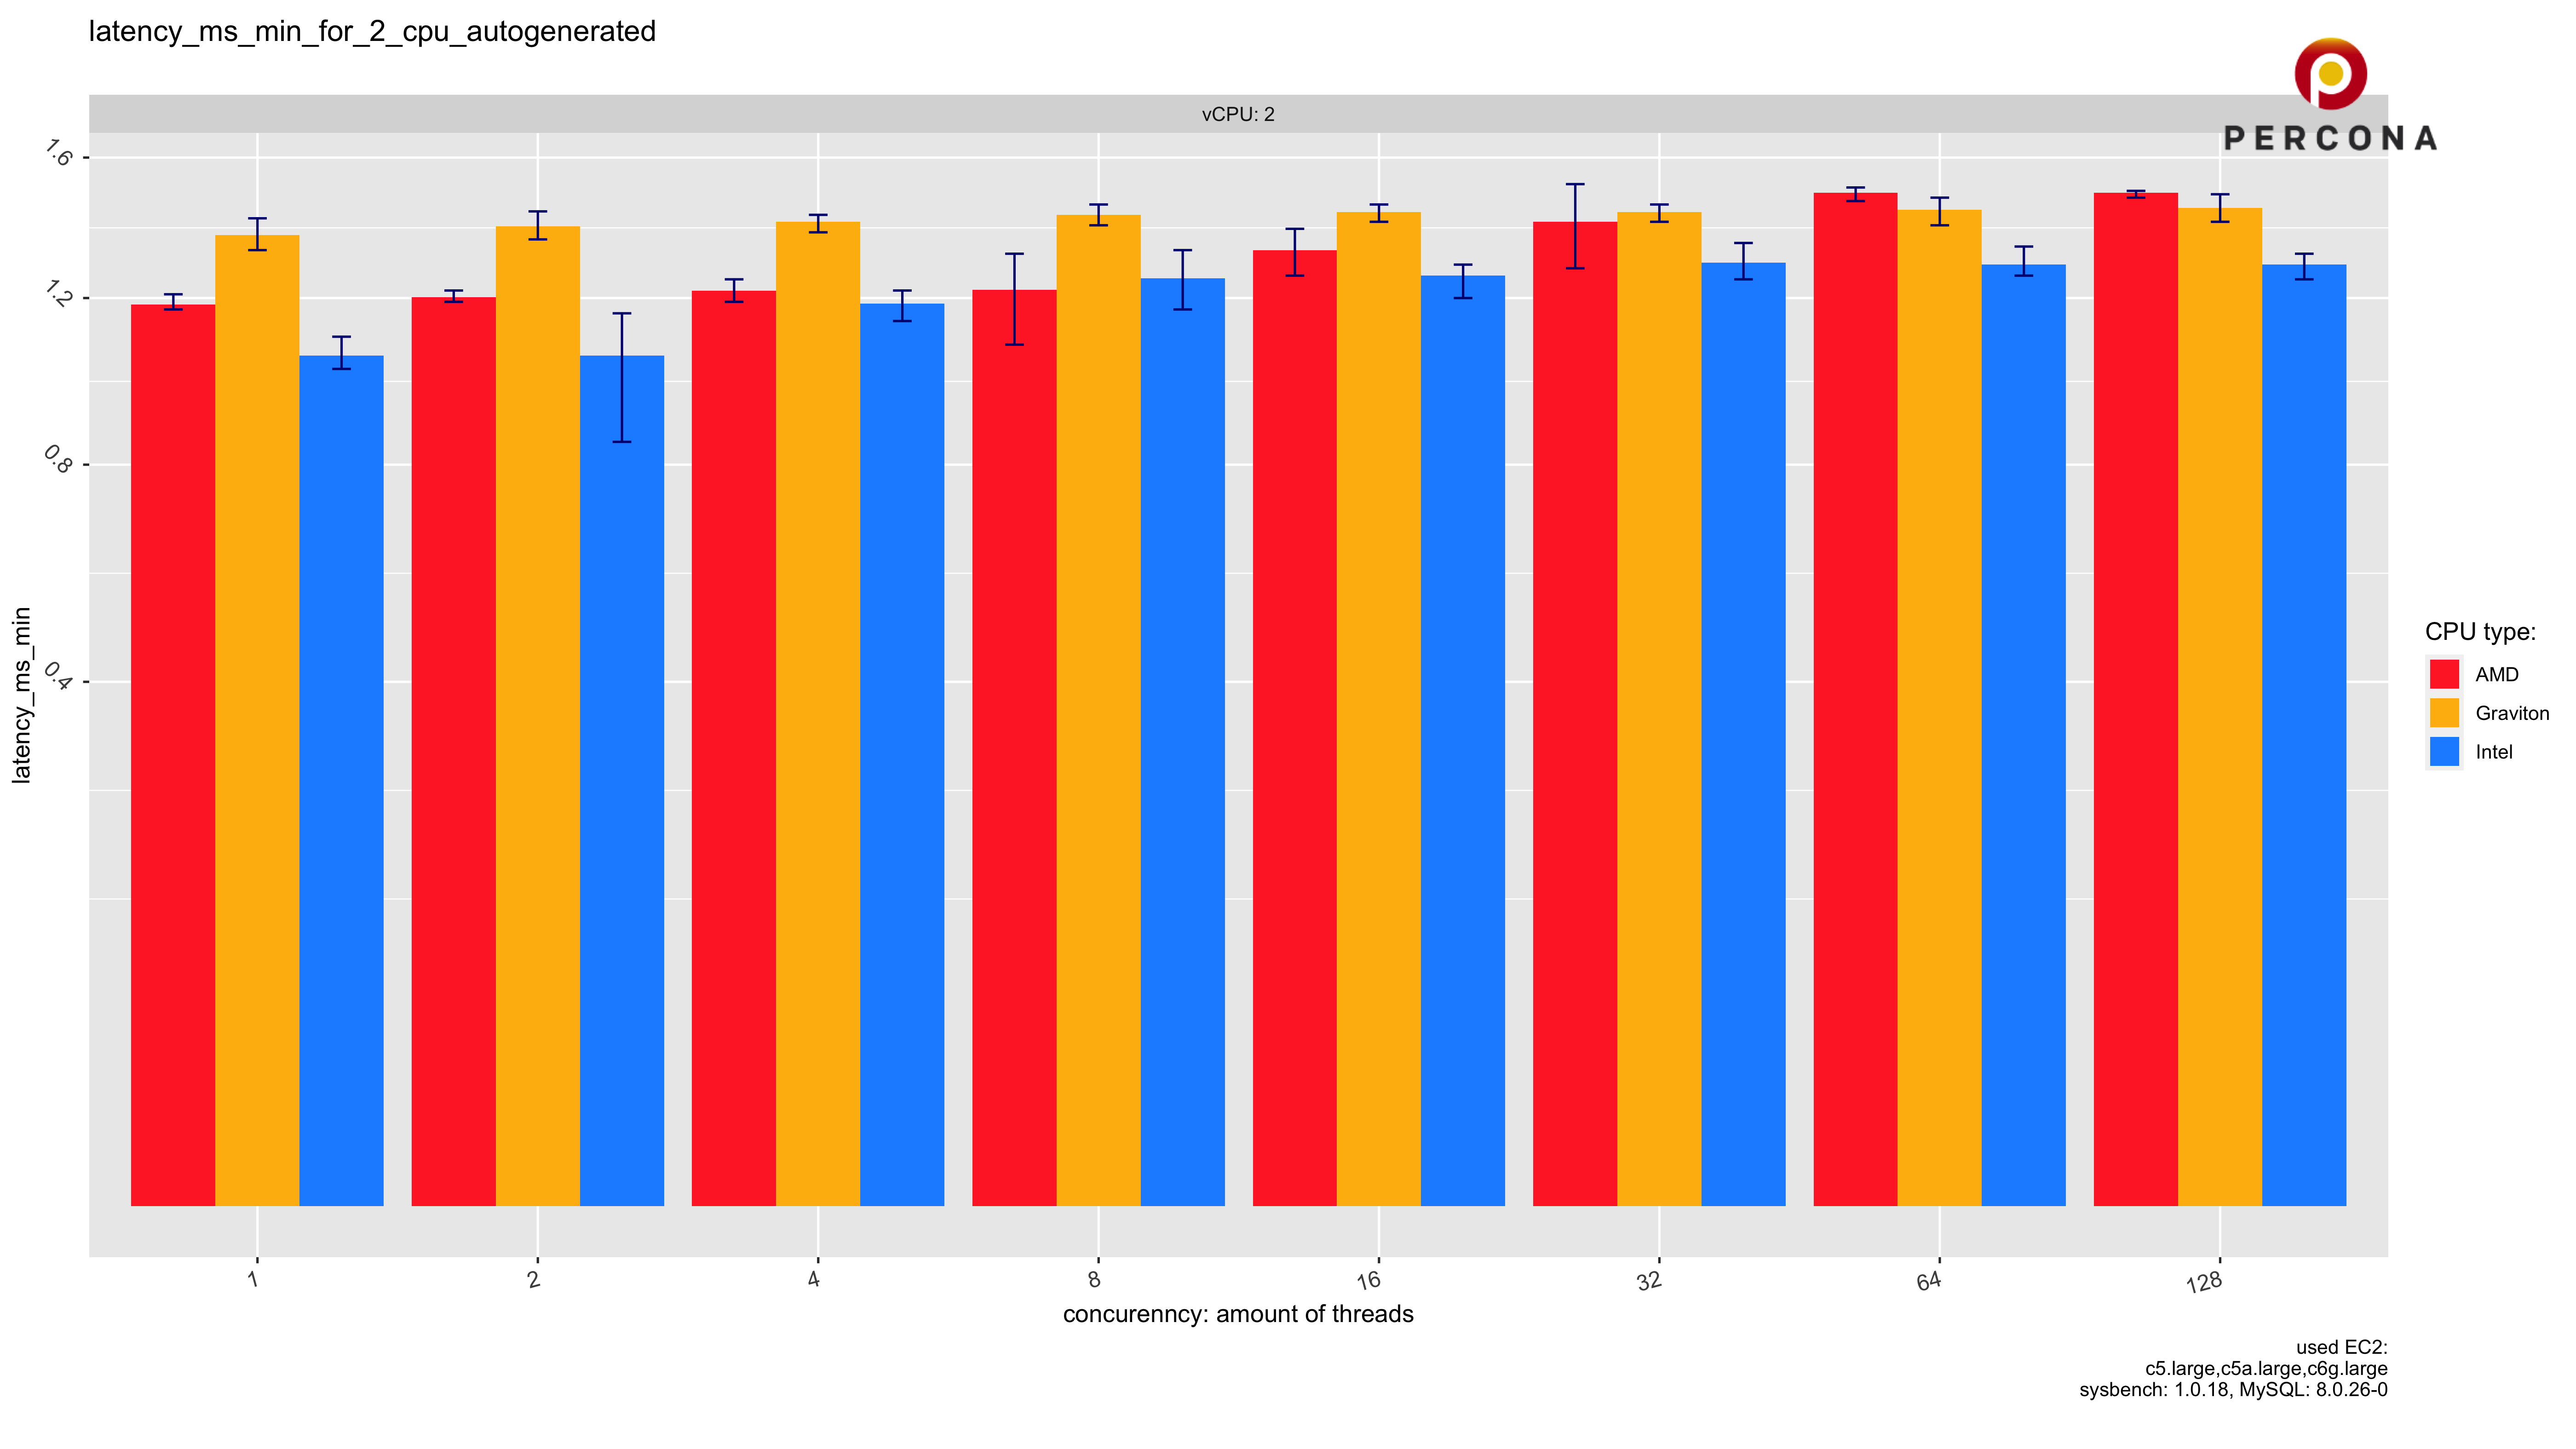 latency_ms_min_for_2_cpu_autogenerated
PERCONA
vCPU: 2
1.6
1.2
0.8
0.4
latency_ms_min
CPU type:
AMD
Graviton
Intel
1 2 4 8 16 32 64 128
concurenncy: amount of threads
used EC2:
c5.large,c5a.large,c6g.large
sysbench: 1.0.18, MySQL: 8.0.26-0